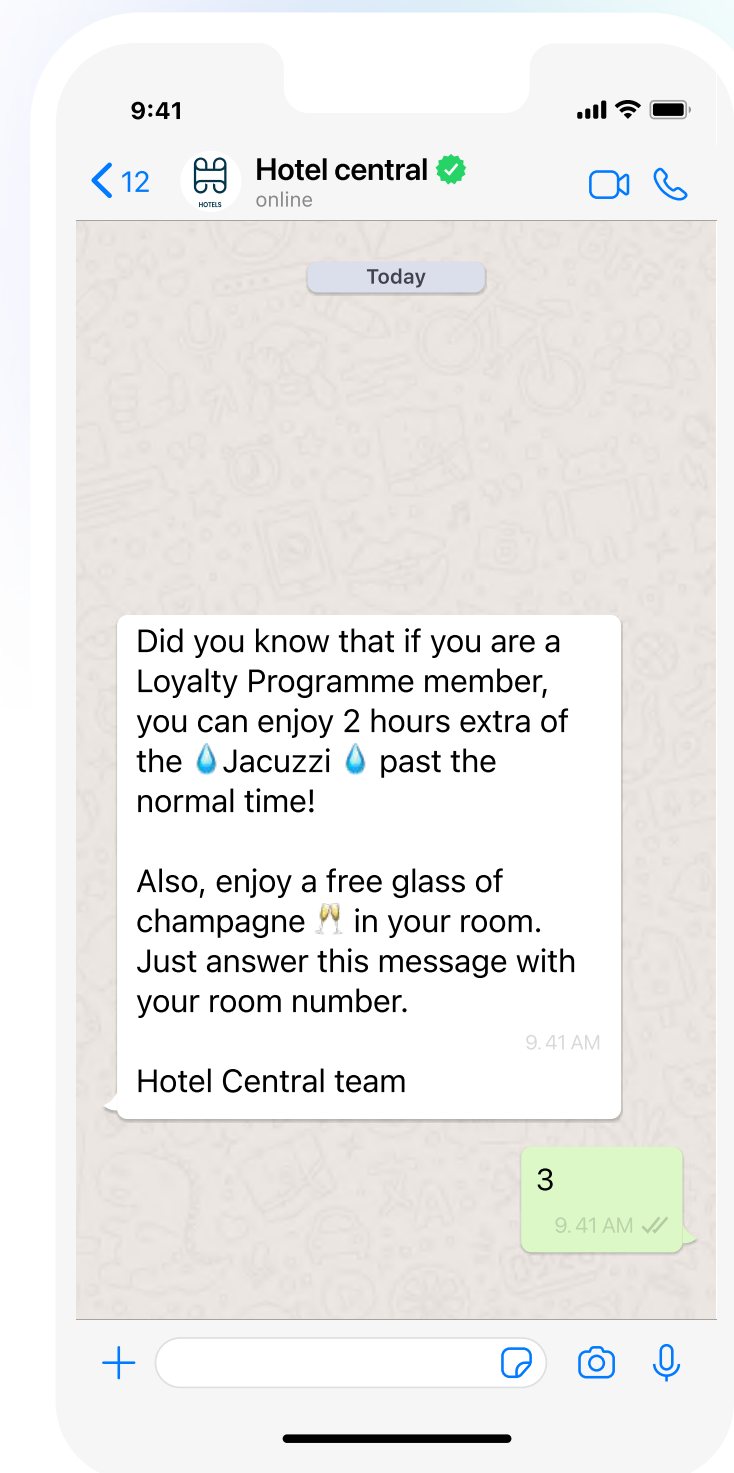 9:41
12
Hotel central
online
HOTELS
Today
Did you know that if you are a
Loyalty Programme member,
you can enjoy 2 hours extra of
the 💧Jacuzzi 💧 past the
normal time!
Also, enjoy a free glass of
champagne 🥂 in your room.
Just answer this message with
your room number.
9.41 AM
Hotel Central team
3
9.41 AM